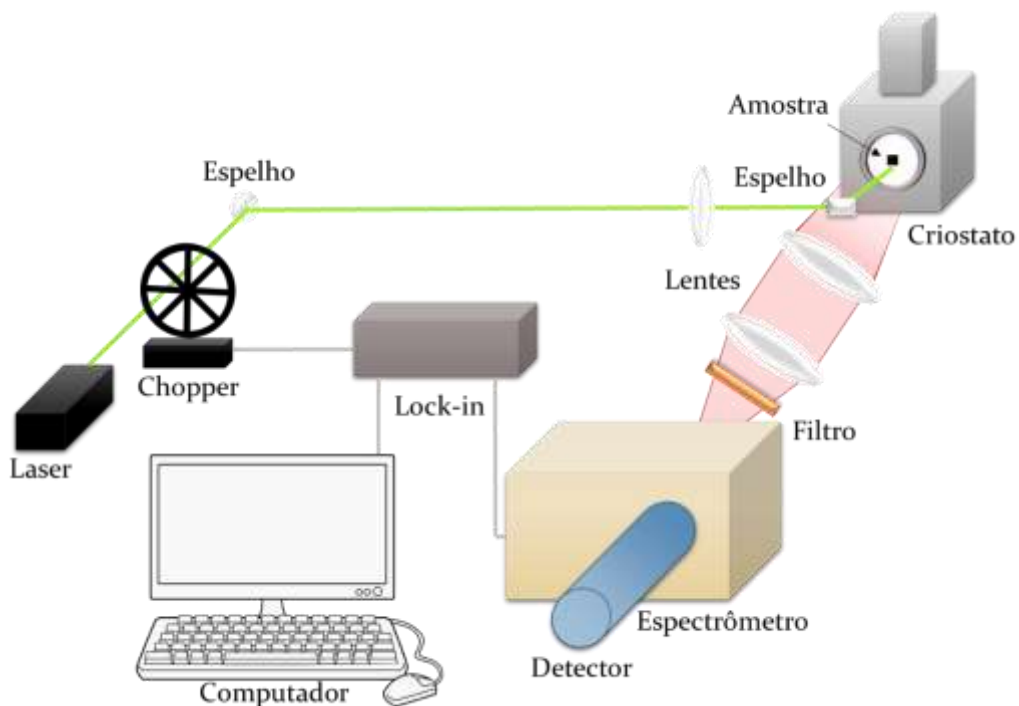 Amostra
Espelho
Espelho
Criostato
Lentes
Chopper
Lock-in
Filtro
Laser
Espectrômetro
Detector
Computador